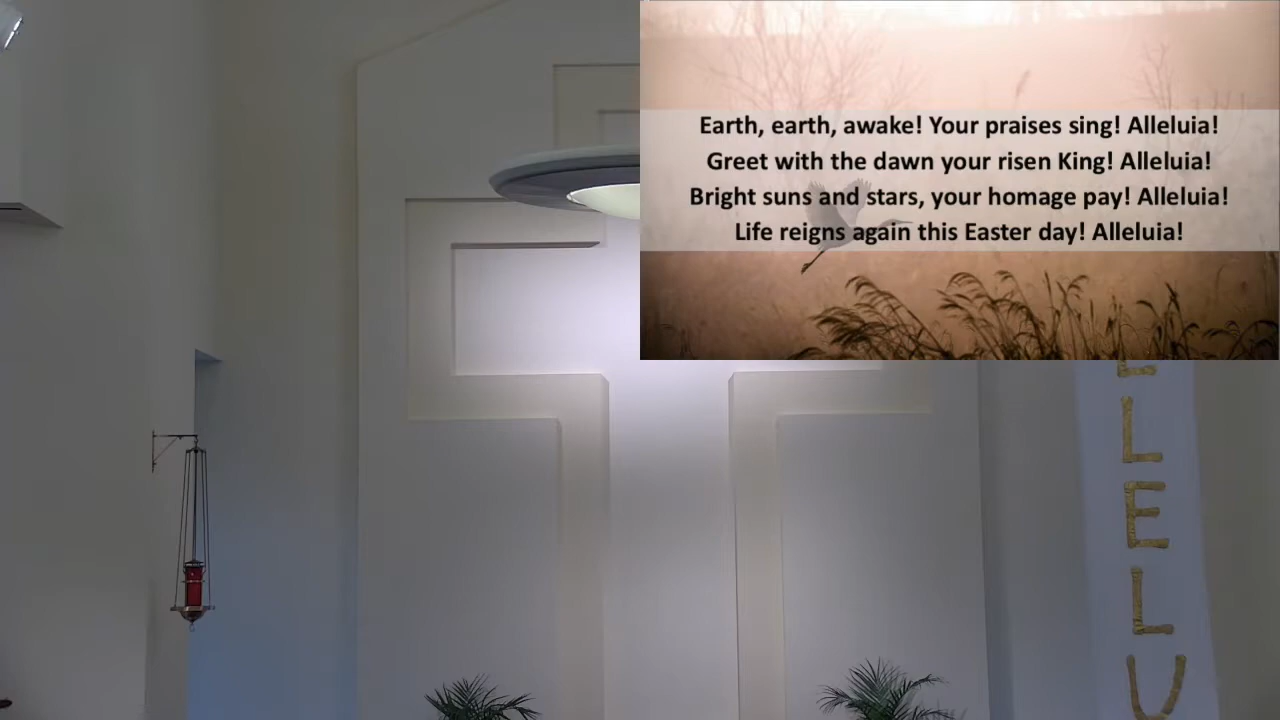 Earth, earth, awake! Your praises sing! Alleluia!
Greet with the dawn your risen King! Alleluia!
Bright suns and stars, your homage pay! Alleluia!
Life reigns again this Easter day! Alleluia!
L
E
L
U